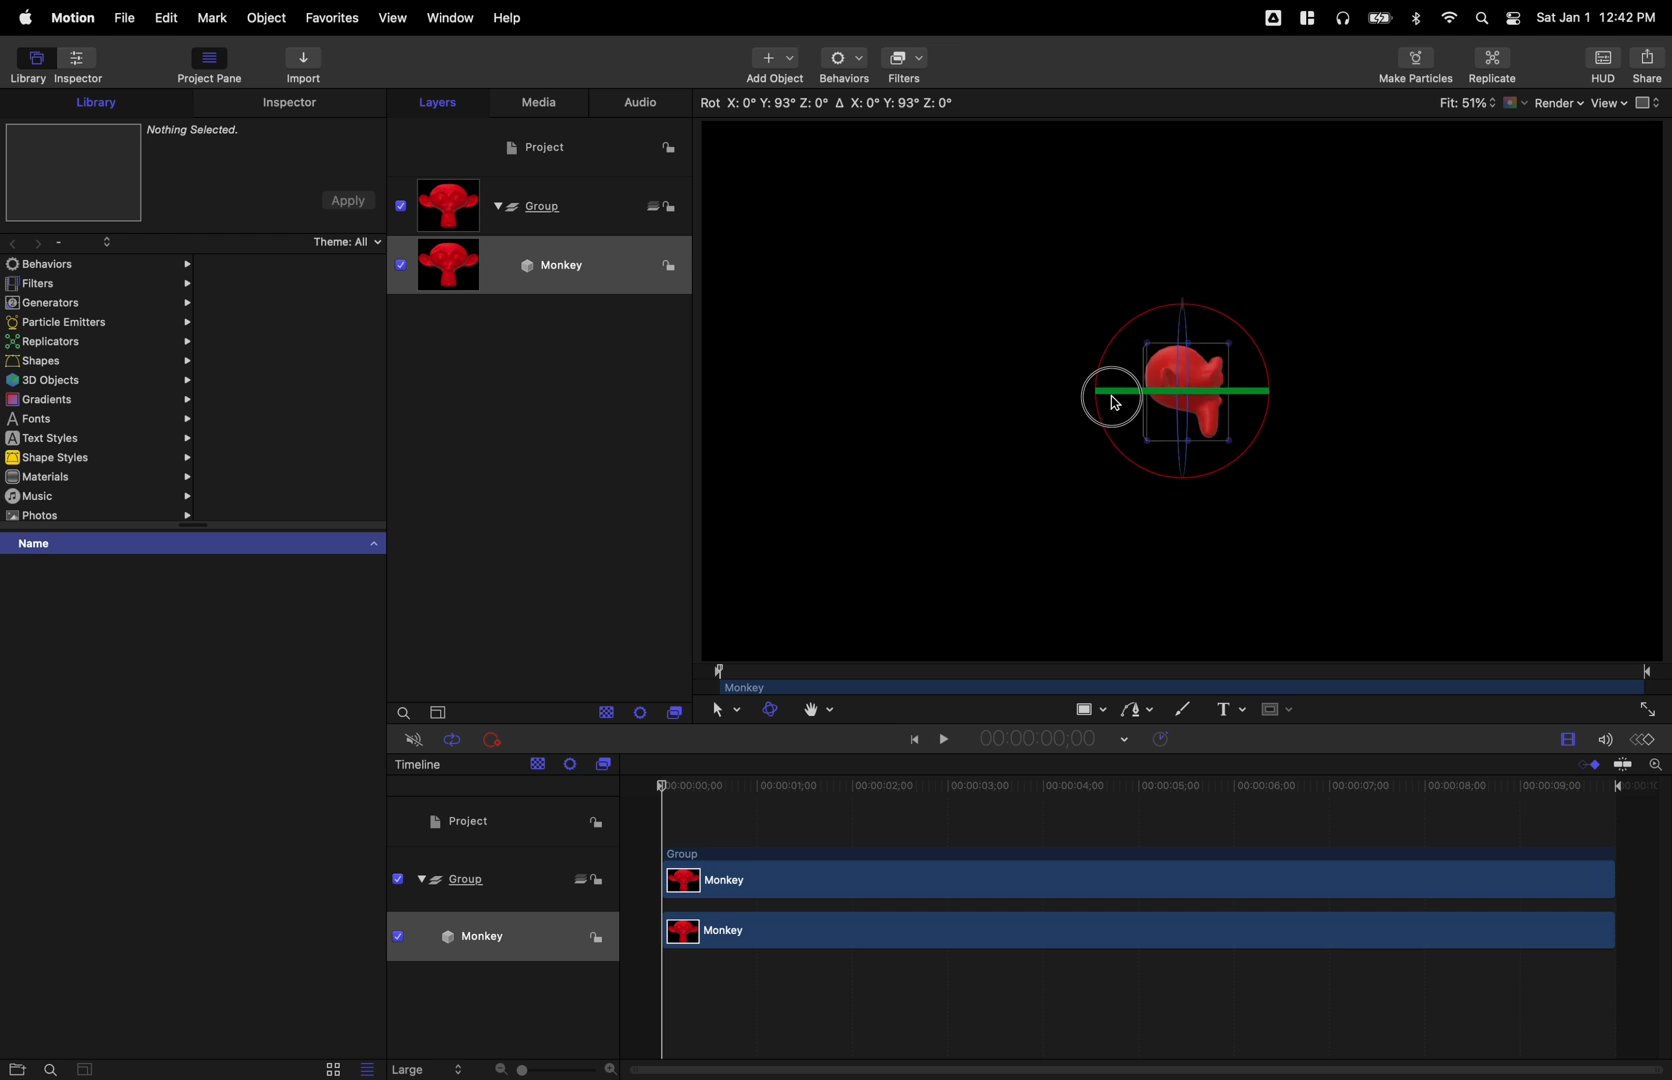 Motion File Edit Mark Object Favorites View Window Help Sat Jan 1 12:42 PM
Library Inspector Project Pane Import Add Object Behaviors Filters Make Particles Replicate HUD Share
Library Inspector Layers Media Audio Rot X: 0° Y: 93° Z: 0° Δ X: 0° Y: 93° Z: 0° Fit: 51% Render View
Nothing Selected.
Project
Apply
Group
- Theme: All
Monkey
Behaviors
Filters
Generators
Particle Emitters
Replicators
Shapes
3D Objects
Gradients
Fonts
Text Styles
Shape Styles
Materials
Music
Photos
Name
Monkey
T
00:00:00;00
Timeline
00:00:00;00 00:00:01;00 00:00:02;00 00:00:03;00 00:00:04;00 00:00:05;00 00:00:06;00 00:00:07;00 00:00:08;00 00:00:09;00
Project
Group
Group Monkey
Monkey Monkey
Large